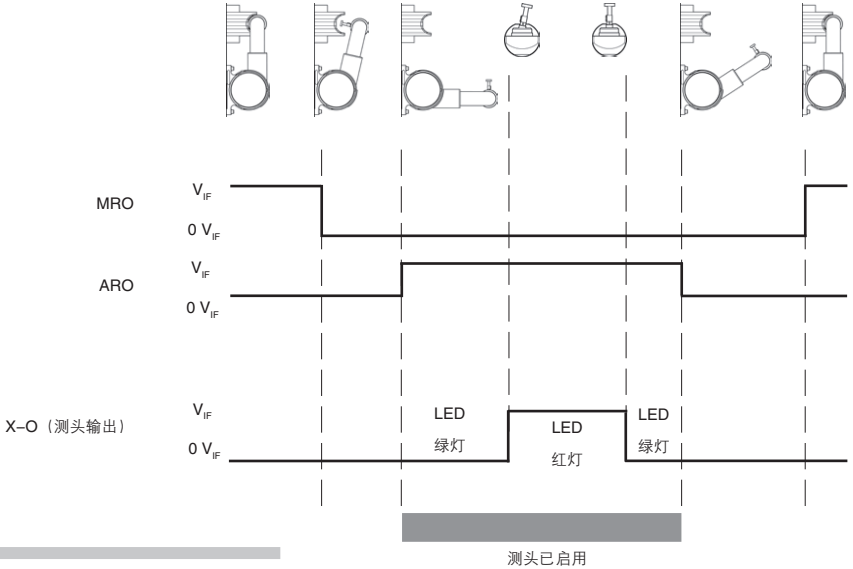 MRO
V_IF
0 V_IF
ARO
V_IF
0 V_IF
X–O（测头输出）
V_IF
0 V_IF
LED
绿灯
LED
红灯
LED
绿灯
测头已启用